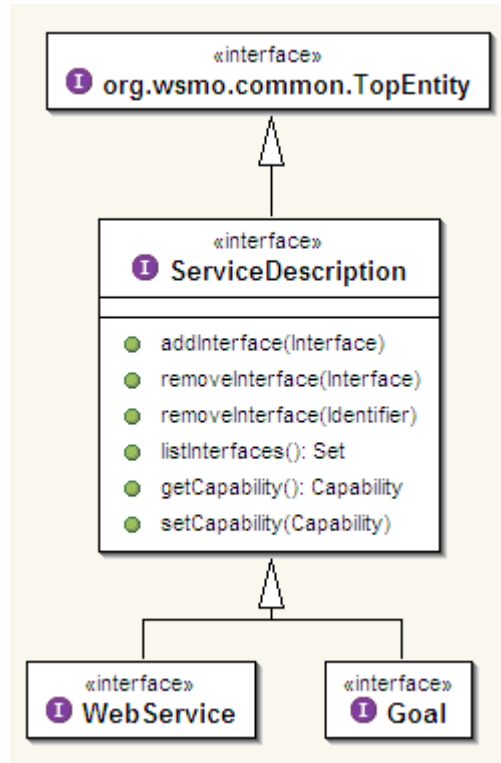 «interface»
I org.wsmo.common.TopEntity
«interface»
I ServiceDescription
addInterface(Interface)
removeInterface(Interface)
removeInterface(Identifier)
listInterfaces(): Set
getCapability(): Capability
setCapability(Capability)
«interface»
I WebService
«interface»
I Goal